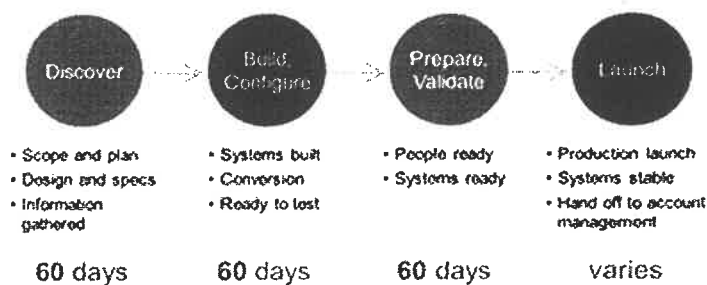 Discover
Build,
Configure
Prepare,
Validate
Launch
• Scope and plan
• Design and specs
• Information
gathered
• Systems built
• Conversion
• Ready to test
• People ready
• Systems ready
• Production launch
• Systems stable
• Hand off to account
management
60 days
60 days
60 days
varies